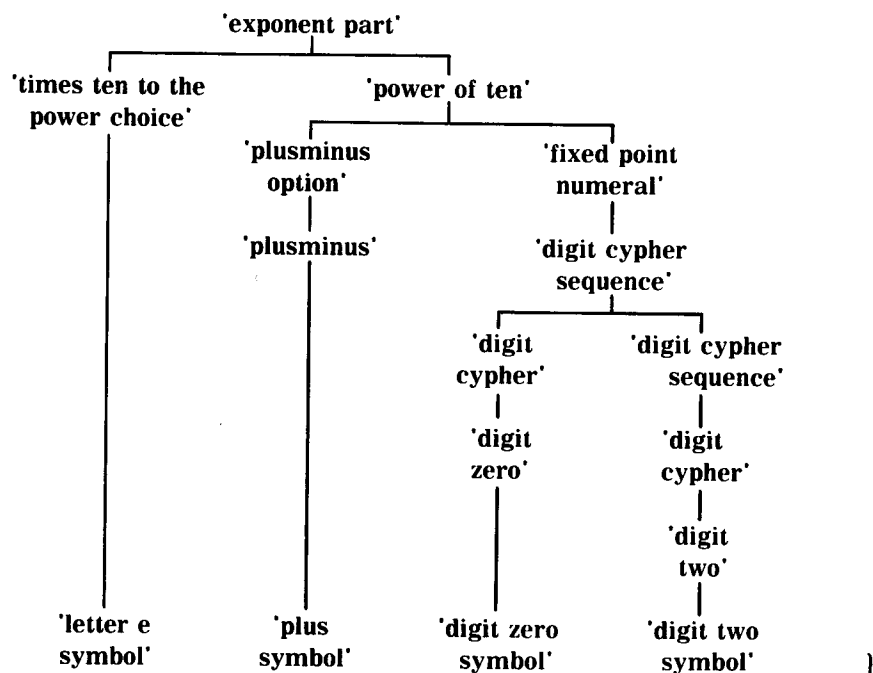 'exponent part'
'times ten to the
power choice'
'power of ten'
'plusminus
option'
'fixed point
numeral'
'plusminus'
'digit cypher
sequence'
'digit
cypher'
'digit cypher
sequence'
'digit
zero'
'digit
cypher'
'digit
two'
'letter e
symbol'
'plus
symbol'
'digit zero
symbol'
'digit two
symbol'
}